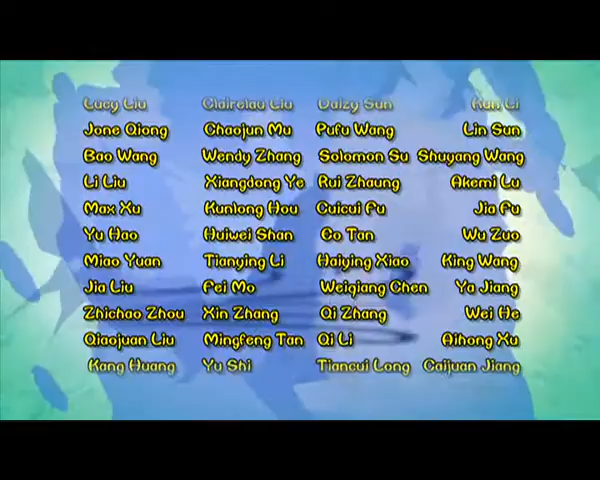 Lacy Liu Clairelau Liu Daizy Sun Kun Li
Jone Qiong Chaojun Mu Pufu Wang Lin Sun
Bao Wang Wendy Zhang Solomon Su Shuyang Wang
Li Liu Xiangdong Ye Rui Zhaung Akemi Lu
Max Xu Kunlong Hou Cuicui Fu Jia Fu
Yu Hao Huiwei Shan Co Tan Wu Zuo
Miao Yuan Tianying Li Haiying Xiao King Wang
Jia Liu Fei Mo Weiqiang Chen Ya Jiang
Zhichao Zhou Xin Zhang Qi Zhang Wei He
Qiaojuan Liu Mingfeng Tan Qi Li Aihong Xu
Kang Huang Yu Shi Tiancui Long Caijuan Jiang